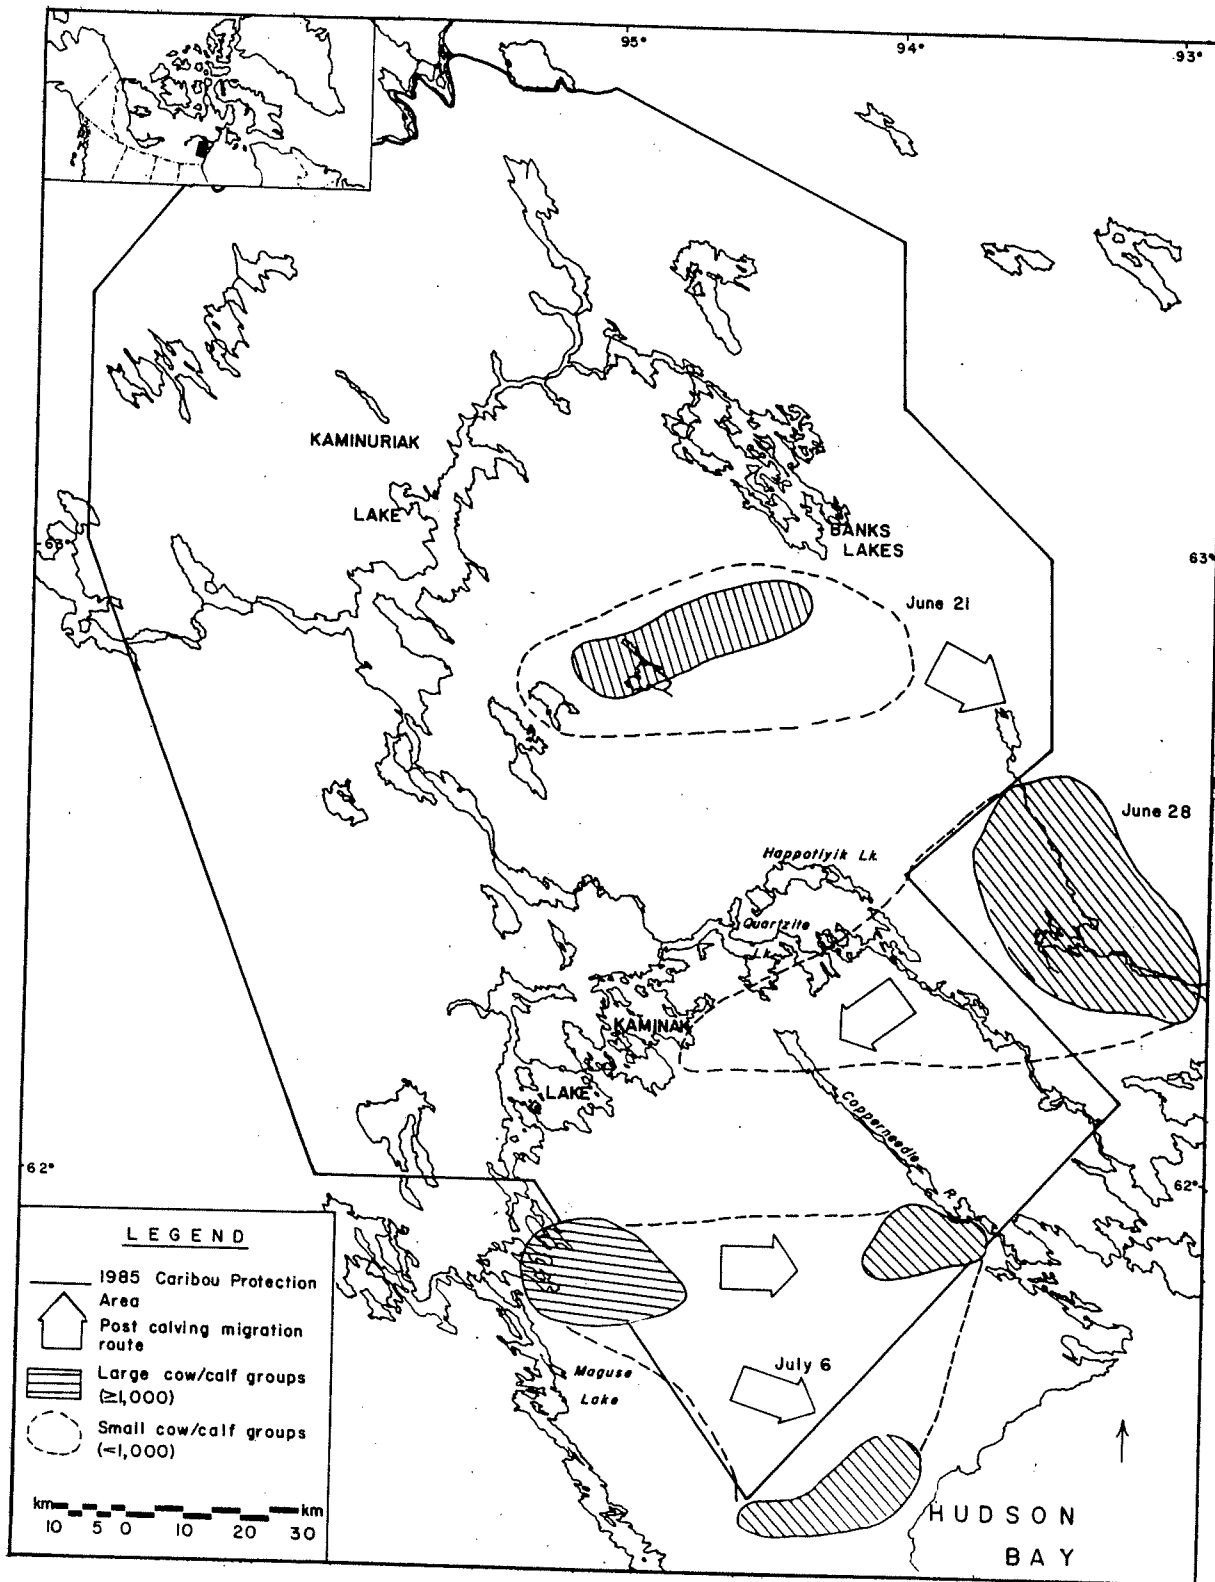 95°
94°
93°
KAMINURIAK
LAKE
BANKS
LAKES
63°
63°
June 21
June 28
Happotiyik Lk.
Quartzite
Lk.
KAMINAK
LAKE
Copperneedle
R.
62°
62°
July 6
Maguse
Lake
HUDSON
BAY
LEGEND
1985 Caribou Protection
Area
Post calving migration
route
Large cow/calf groups
(≥1,000)
Small cow/calf groups
(<1,000)
km km
10 5 0 10 20 30